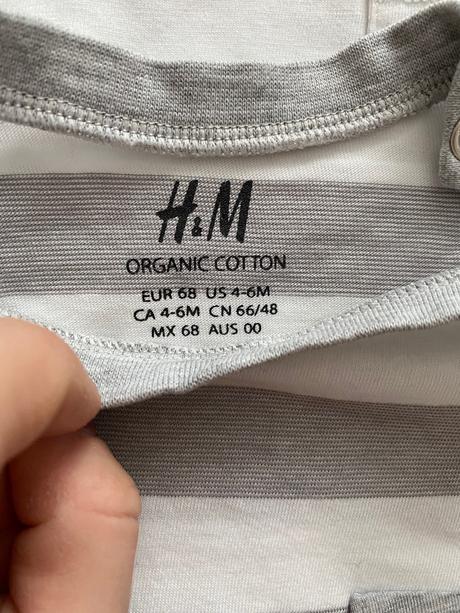 H&M
ORGANIC COTTON
EUR 68 US 4-6M
CA 4-6M CN 66/48
MX 68 AUS 00